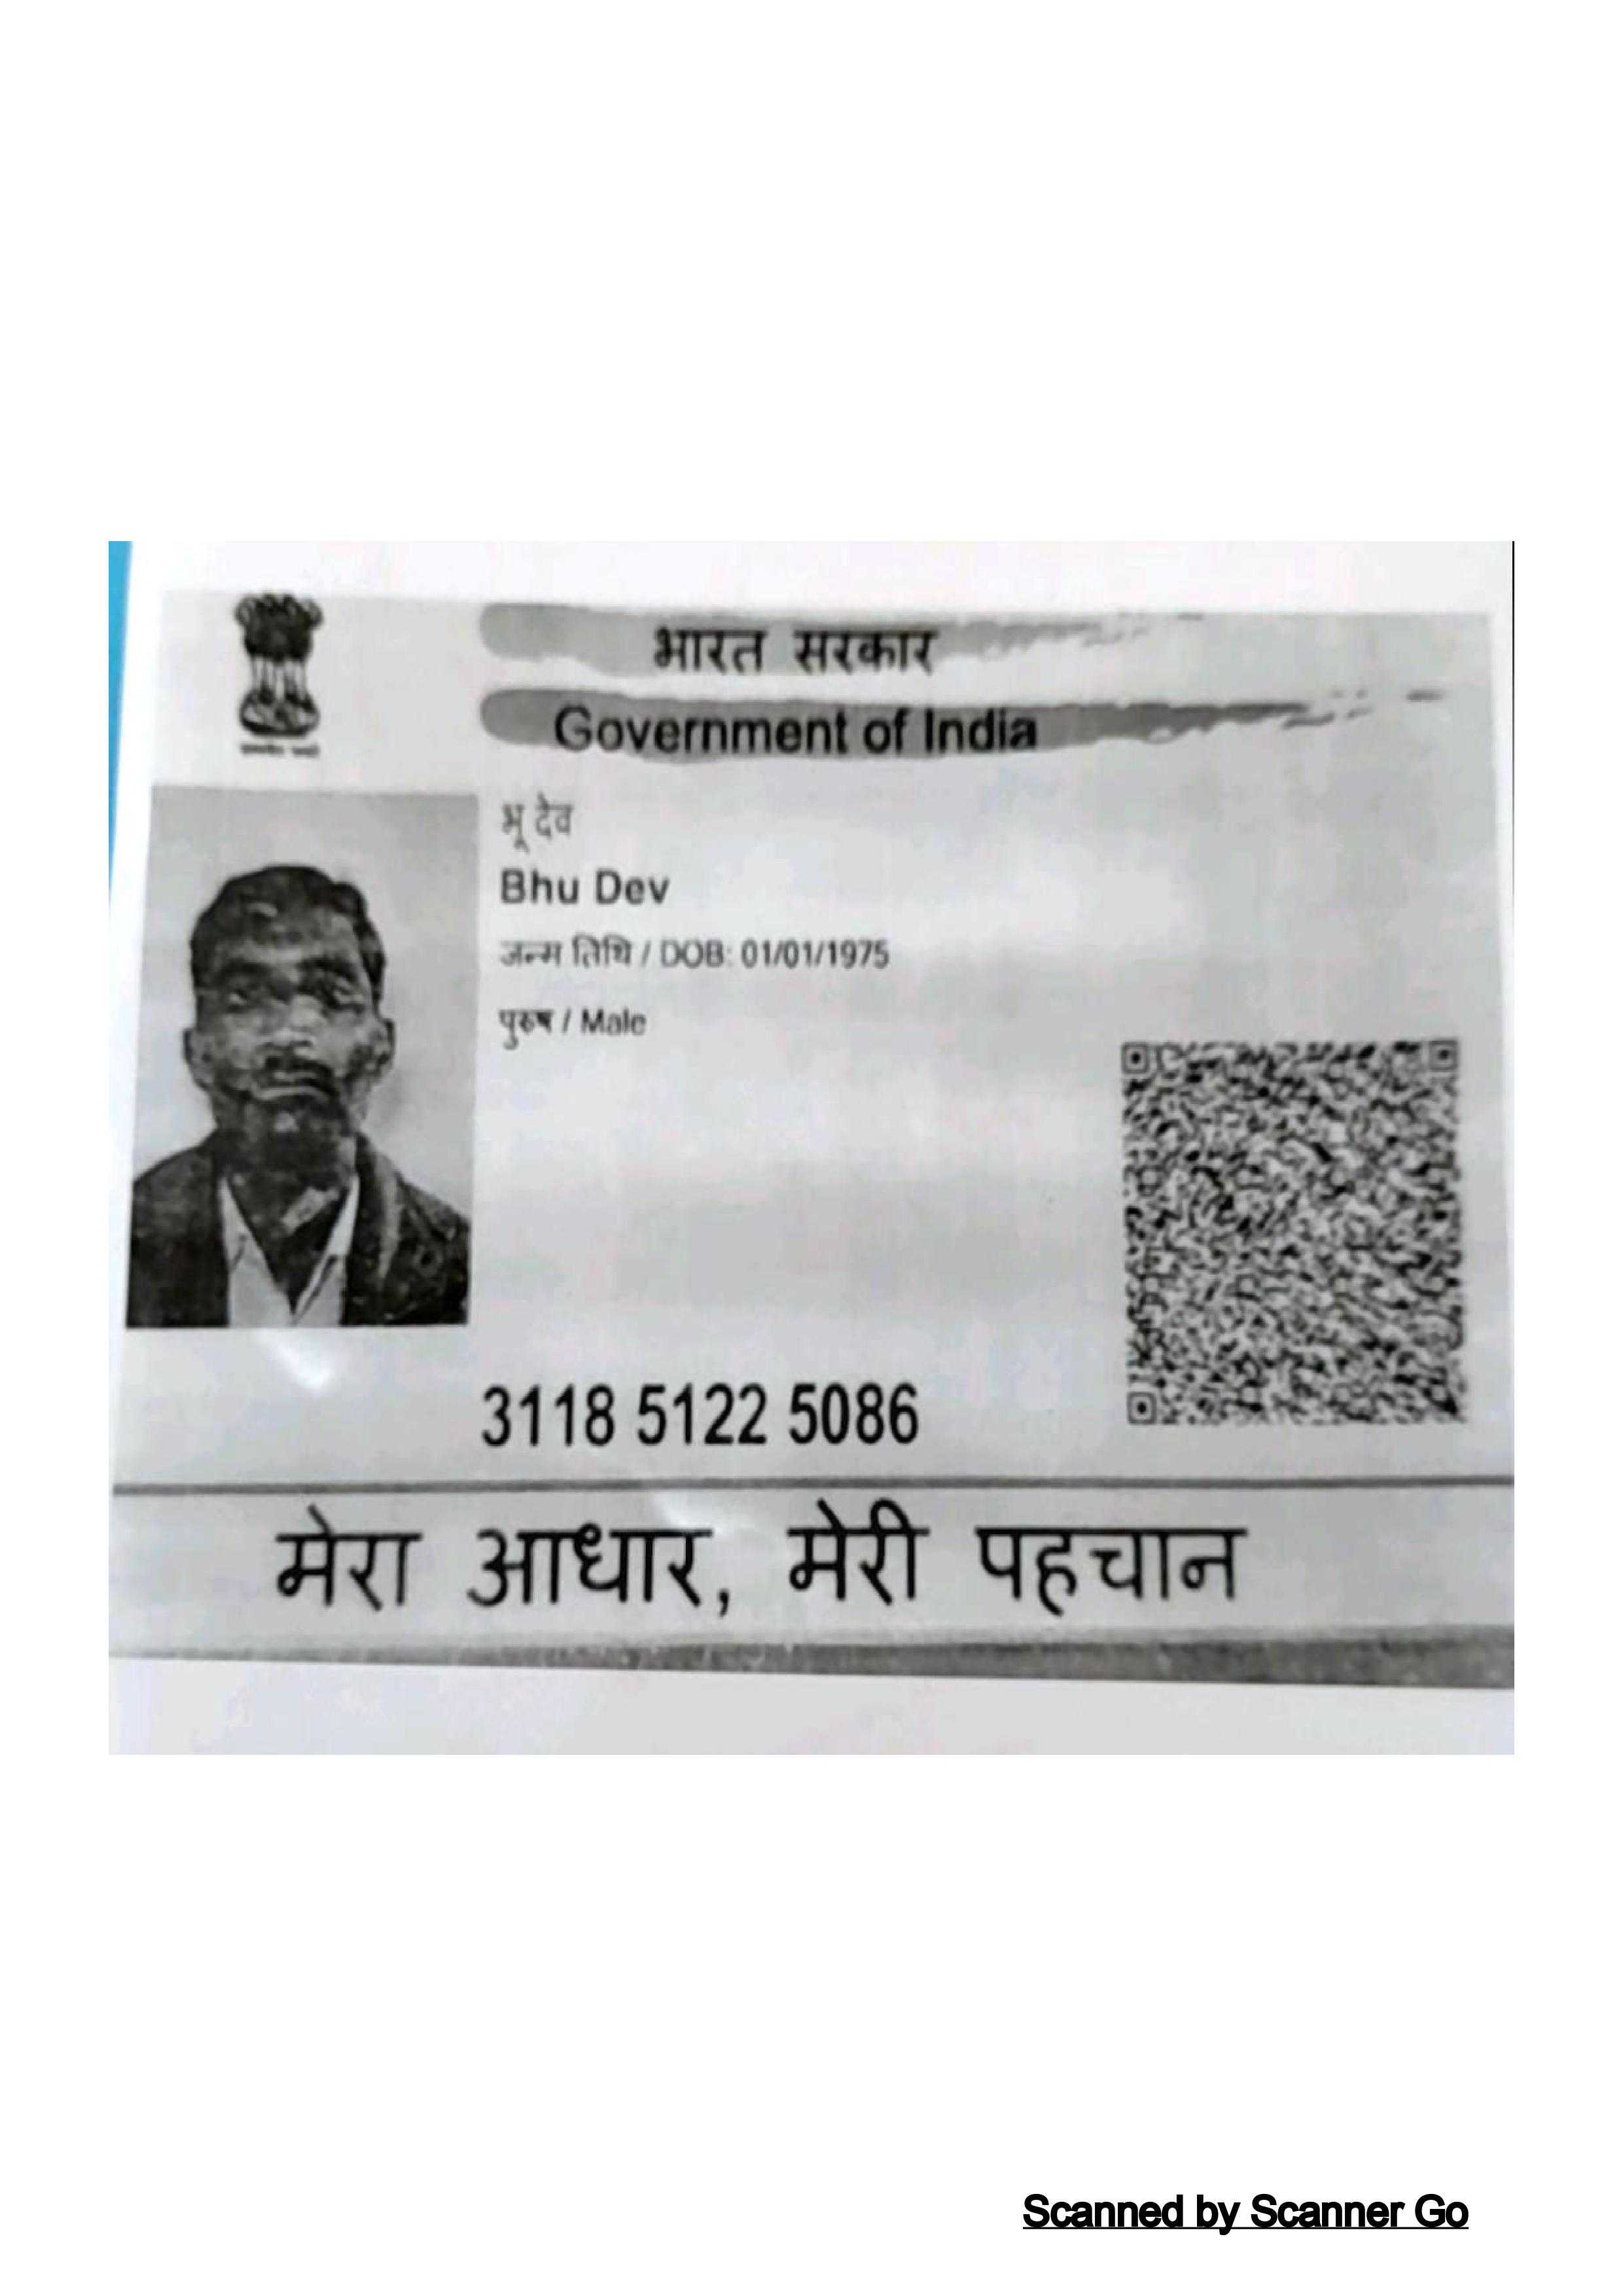 भारत सरकार
Government of India
भू देव
Bhu Dev
जन्म तिथि / DOB: 01/01/1975
पुरुष / Male
3118 5122 5086
मेरा आधार, मेरी पहचान
Scanned by Scanner Go